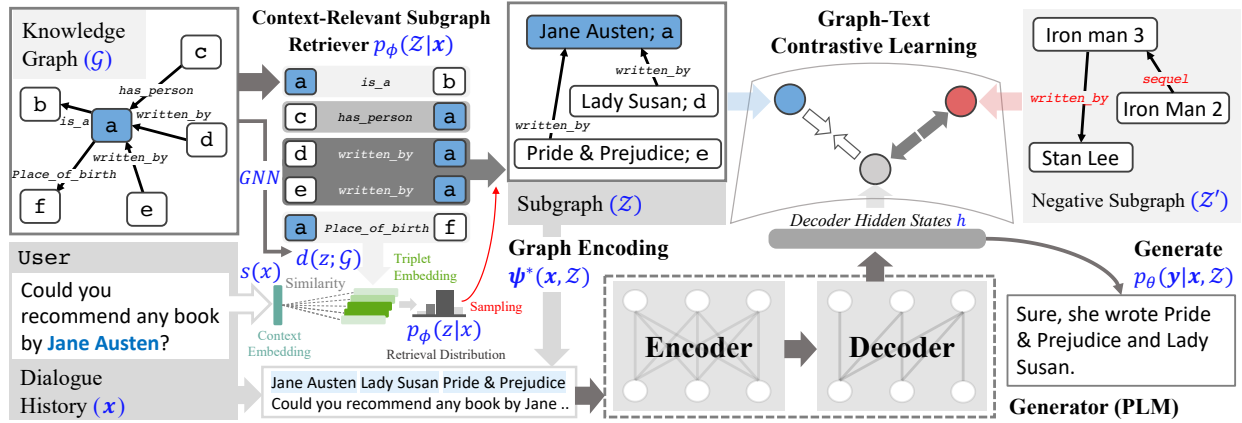 Knowledge
Graph (𝒢)
c
b
a
d
f
e
has_person
is_a
written_by
written_by
Place_of_birth
GNN
Context-Relevant Subgraph
Retriever pϕ(𝒵|x)
a is_a b
c has_person a
d written_by a
e written_by a
a Place_of_birth f
Jane Austen; a
written_by
Lady Susan; d
written_by
Pride & Prejudice; e
Subgraph (𝒵)
Graph-Text
Contrastive Learning
Iron man 3
sequel
written_by
Iron Man 2
Stan Lee
Negative Subgraph (𝒵′)
Decoder Hidden States h
User
Could you
recommend any book
by Jane Austen?
Dialogue
History (x)
s(x)
d(z; 𝒢)
Similarity
Triplet
Embedding
Context
Embedding
pϕ(z|x)
Sampling
Retrieval Distribution
Graph Encoding
ψ*(x, 𝒵)
Jane Austen Lady Susan Pride & Prejudice
Could you recommend any book by Jane ..
Encoder
Decoder
Generator (PLM)
Generate
pθ(y|x, 𝒵)
Sure, she wrote Pride
& Prejudice and Lady
Susan.